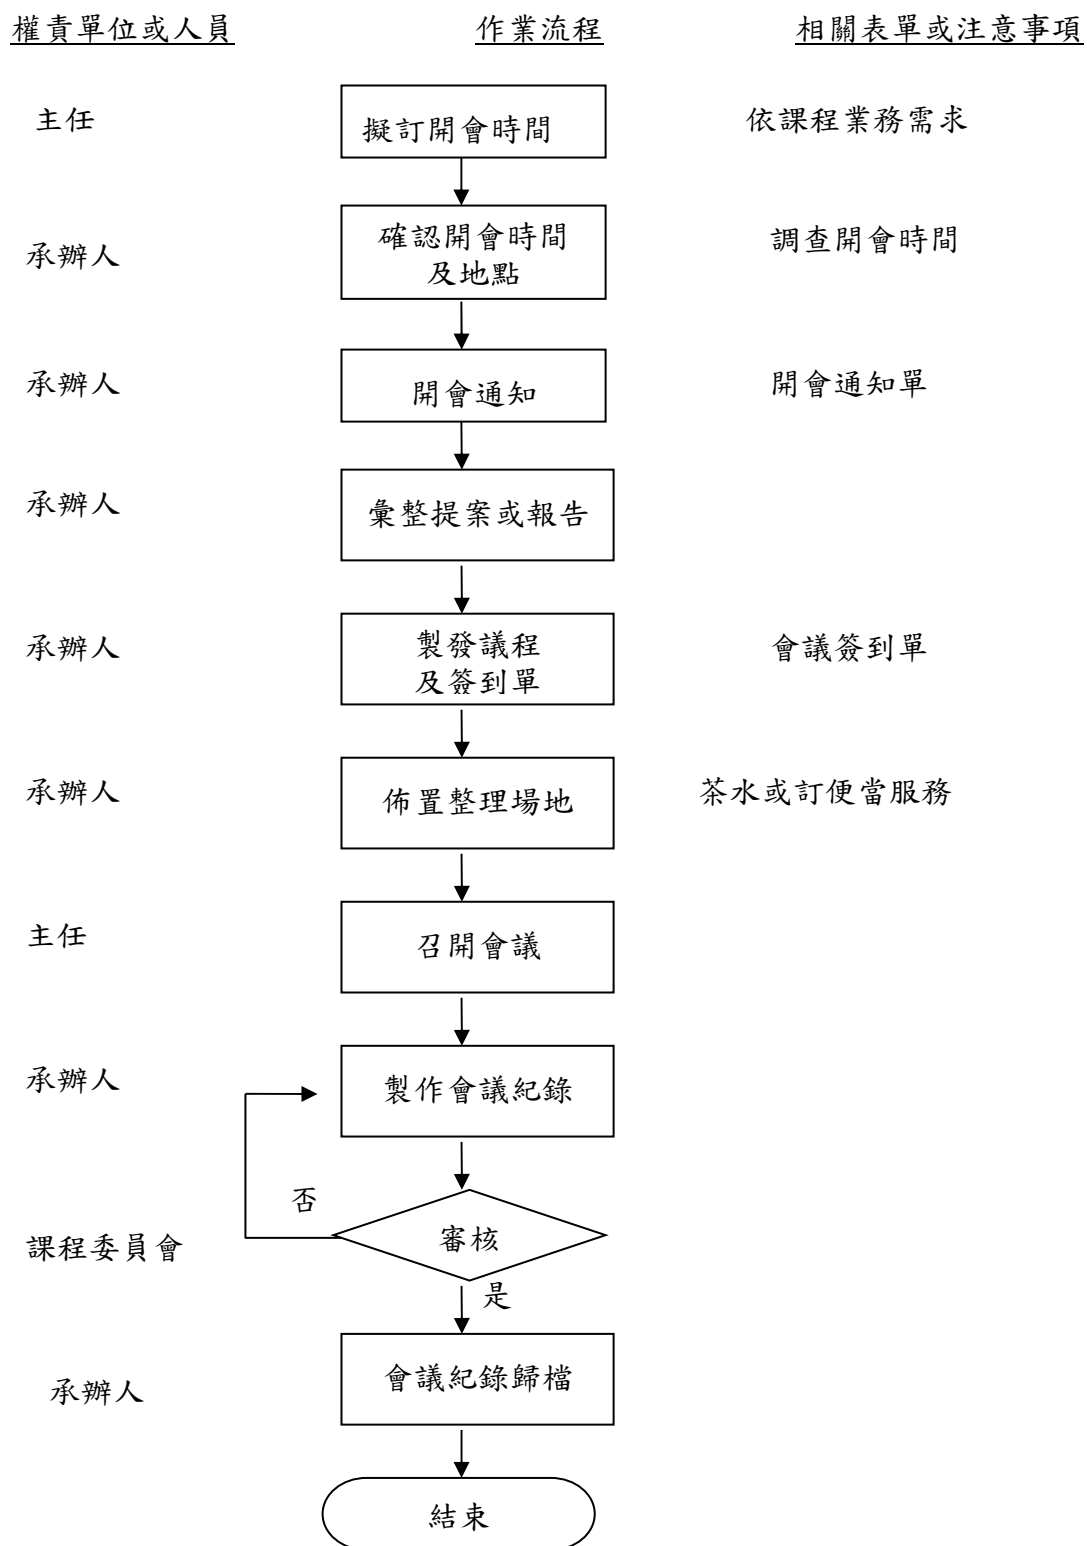 權責單位或人員 作業流程 相關表單或注意事項
主任 擬訂開會時間 依課程業務需求
承辦人 確認開會時間 調查開會時間
及地點
承辦人 開會通知 開會通知單
承辦人 彙整提案或報告
承辦人 製發議程 會議簽到單
及簽到單
承辦人 佈置整理場地 茶水或訂便當服務
主任 召開會議
承辦人 製作會議紀錄
否
課程委員會 審核
是
承辦人 會議紀錄歸檔
結束